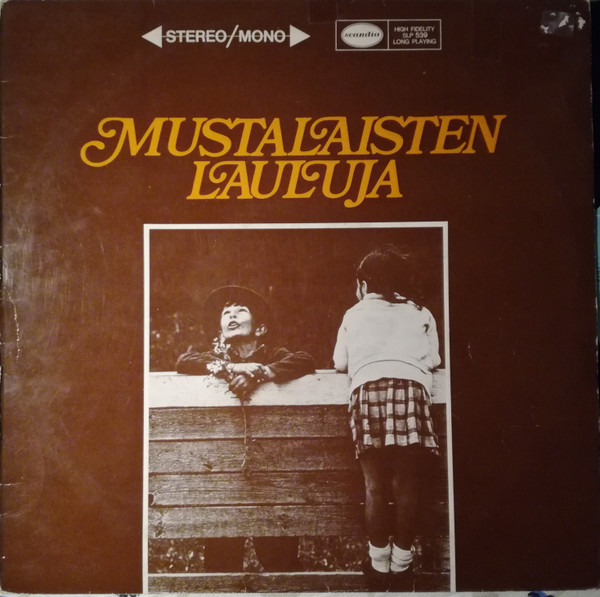 STEREO/MONO
scandia
HIGH FIDELITY
SLP 539
LONG PLAYING
MUSTALAISTEN
LAULUJA